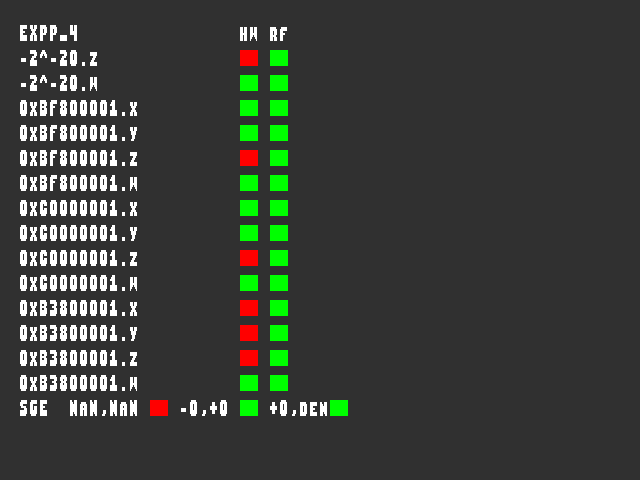 EXPP_4 HW RF
-2^-20.z
-2^-20.w
0xBF800001.x
0xBF800001.y
0xBF800001.z
0xBF800001.w
0xC0000001.x
0xC0000001.y
0xC0000001.z
0xC0000001.w
0xB3800001.x
0xB3800001.y
0xB3800001.z
0xB3800001.w
SGE NaN,NaN -0,+0 +0,DEN